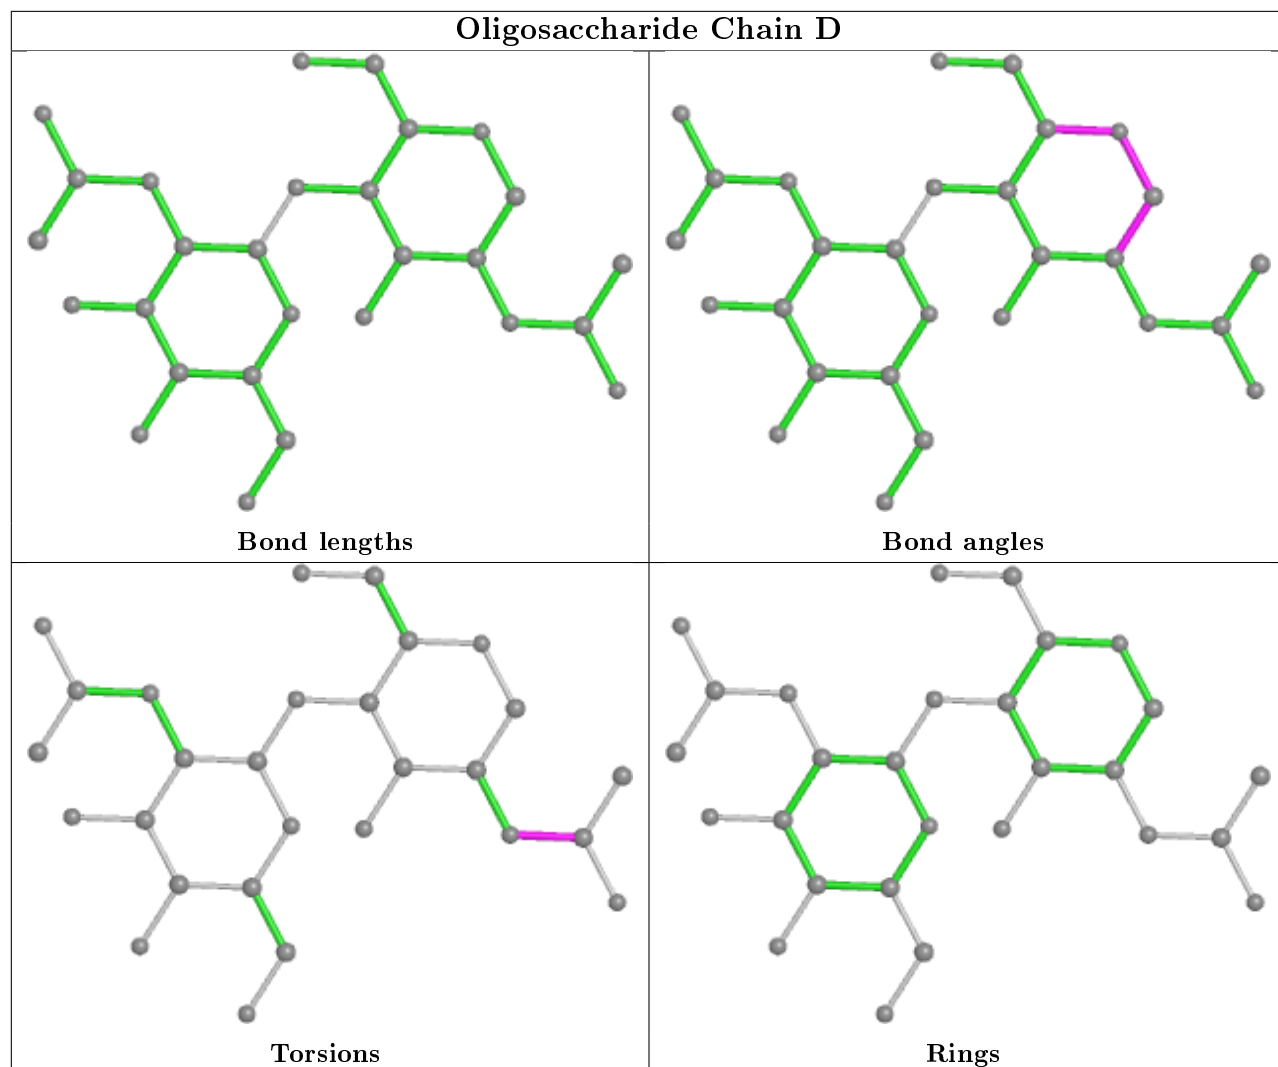 Oligosaccharide Chain D
Bond lengths
Bond angles
Torsions
Rings